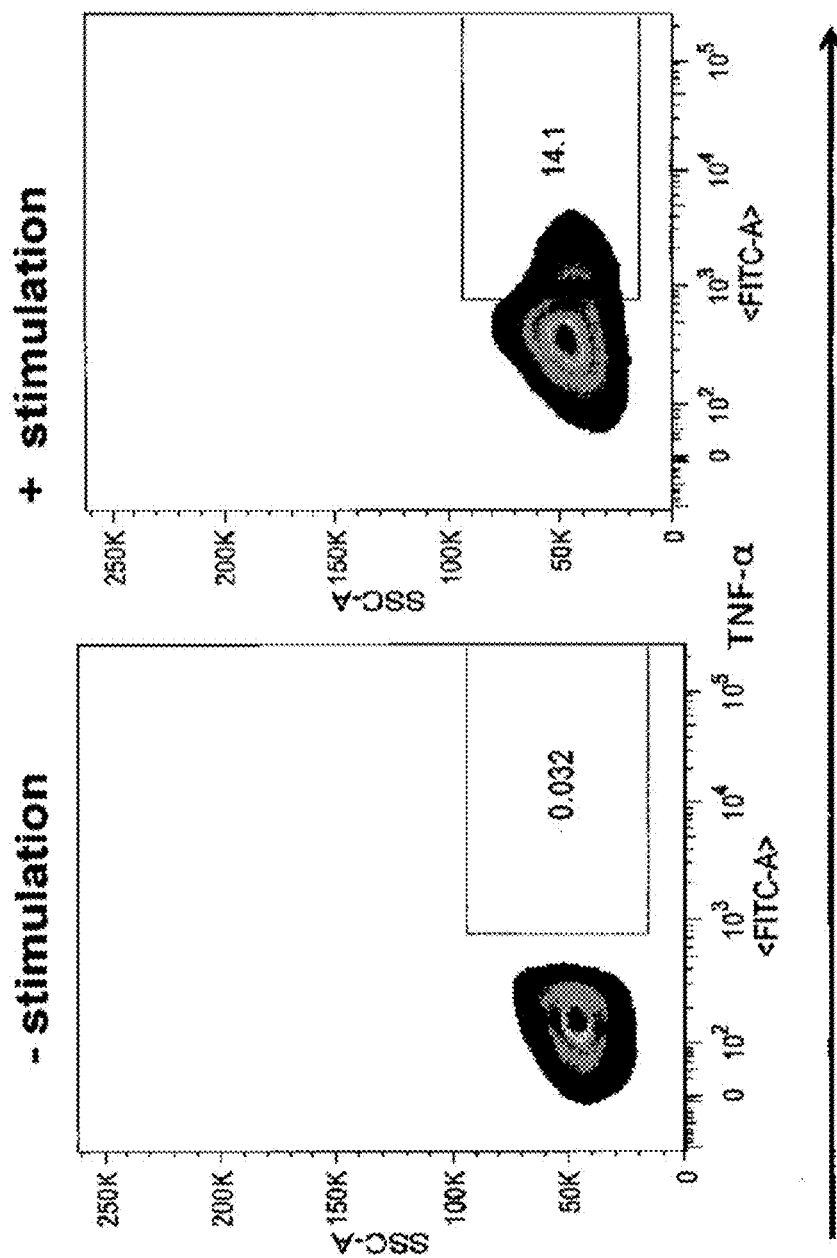 - stimulation
250K
200K
150K
100K
50K
0
SSC-A
0.032
0 10² 10³ 10⁴ 10⁵
<FITC-A>
+ stimulation
250K
200K
150K
100K
50K
0
SSC-A
14.1
0 10² 10³ 10⁴ 10⁵
<FITC-A>
TNF-α